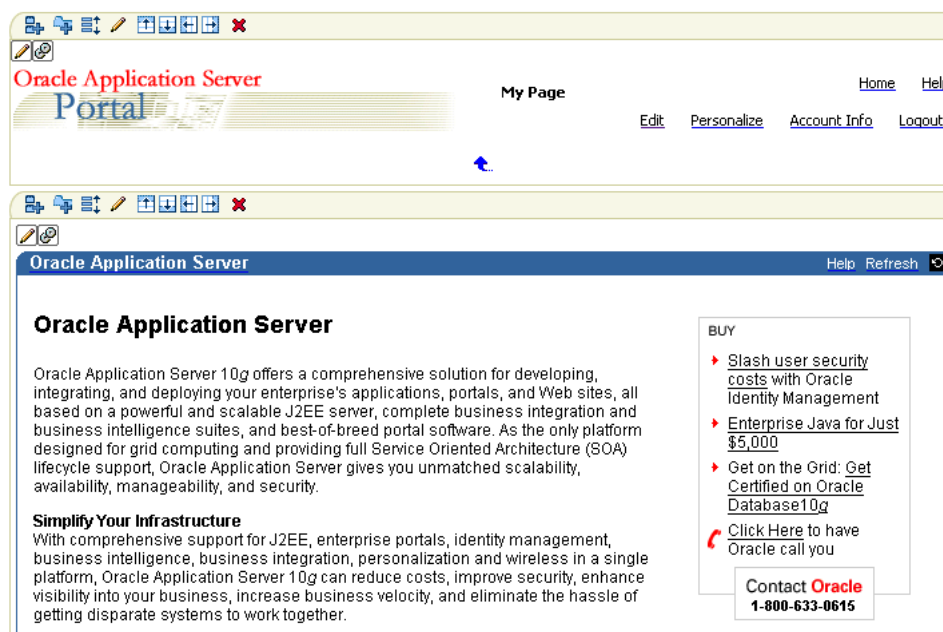 Oracle Application Server
Portal
My Page
Home Help
Edit Personalize Account Info Logout
Oracle Application Server
Help Refresh
Oracle Application Server
Oracle Application Server 10g offers a comprehensive solution for developing,
integrating, and deploying your enterprise's applications, portals, and Web sites, all
based on a powerful and scalable J2EE server, complete business integration and
business intelligence suites, and best-of-breed portal software. As the only platform
designed for grid computing and providing full Service Oriented Architecture (SOA)
lifecycle support, Oracle Application Server gives you unmatched scalability,
availability, manageability, and security.
Simplify Your Infrastructure
With comprehensive support for J2EE, enterprise portals, identity management,
business intelligence, business integration, personalization and wireless in a single
platform, Oracle Application Server 10g can reduce costs, improve security, enhance
visibility into your business, increase business velocity, and eliminate the hassle of
getting disparate systems to work together.
BUY
Slash user security
costs with Oracle
Identity Management
Enterprise Java for Just
$5,000
Get on the Grid: Get
Certified on Oracle
Database10g
Click Here to have
Oracle call you
Contact Oracle
1-800-633-0615